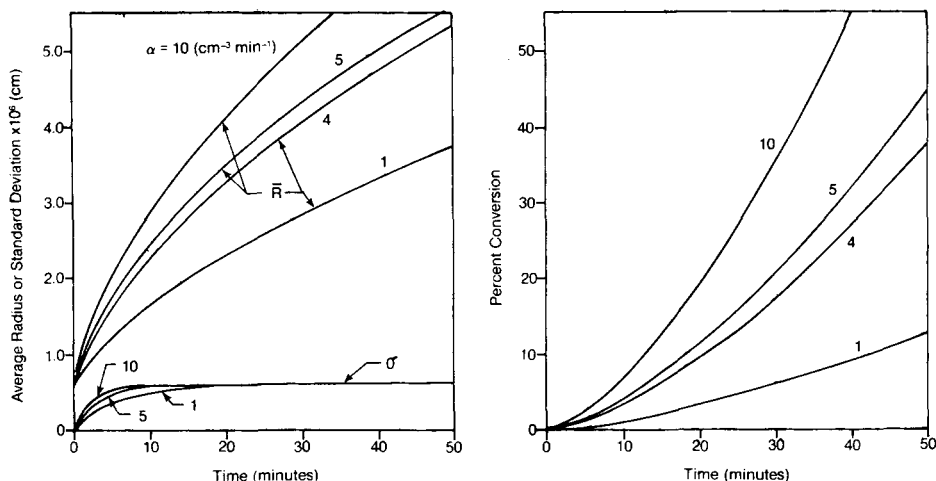 Average Radius or Standard Deviation x10⁶ (cm)
5.0
4.0
3.0
2.0
1.0
0
α = 10 (cm⁻³ min⁻¹)
5
4
1
R̄
10
5
1
σ
0 10 20 30 40 50
Time (minutes)
Percent Conversion
50
40
30
20
10
0
10
5
4
1
0 10 20 30 40 50
Time (minutes)